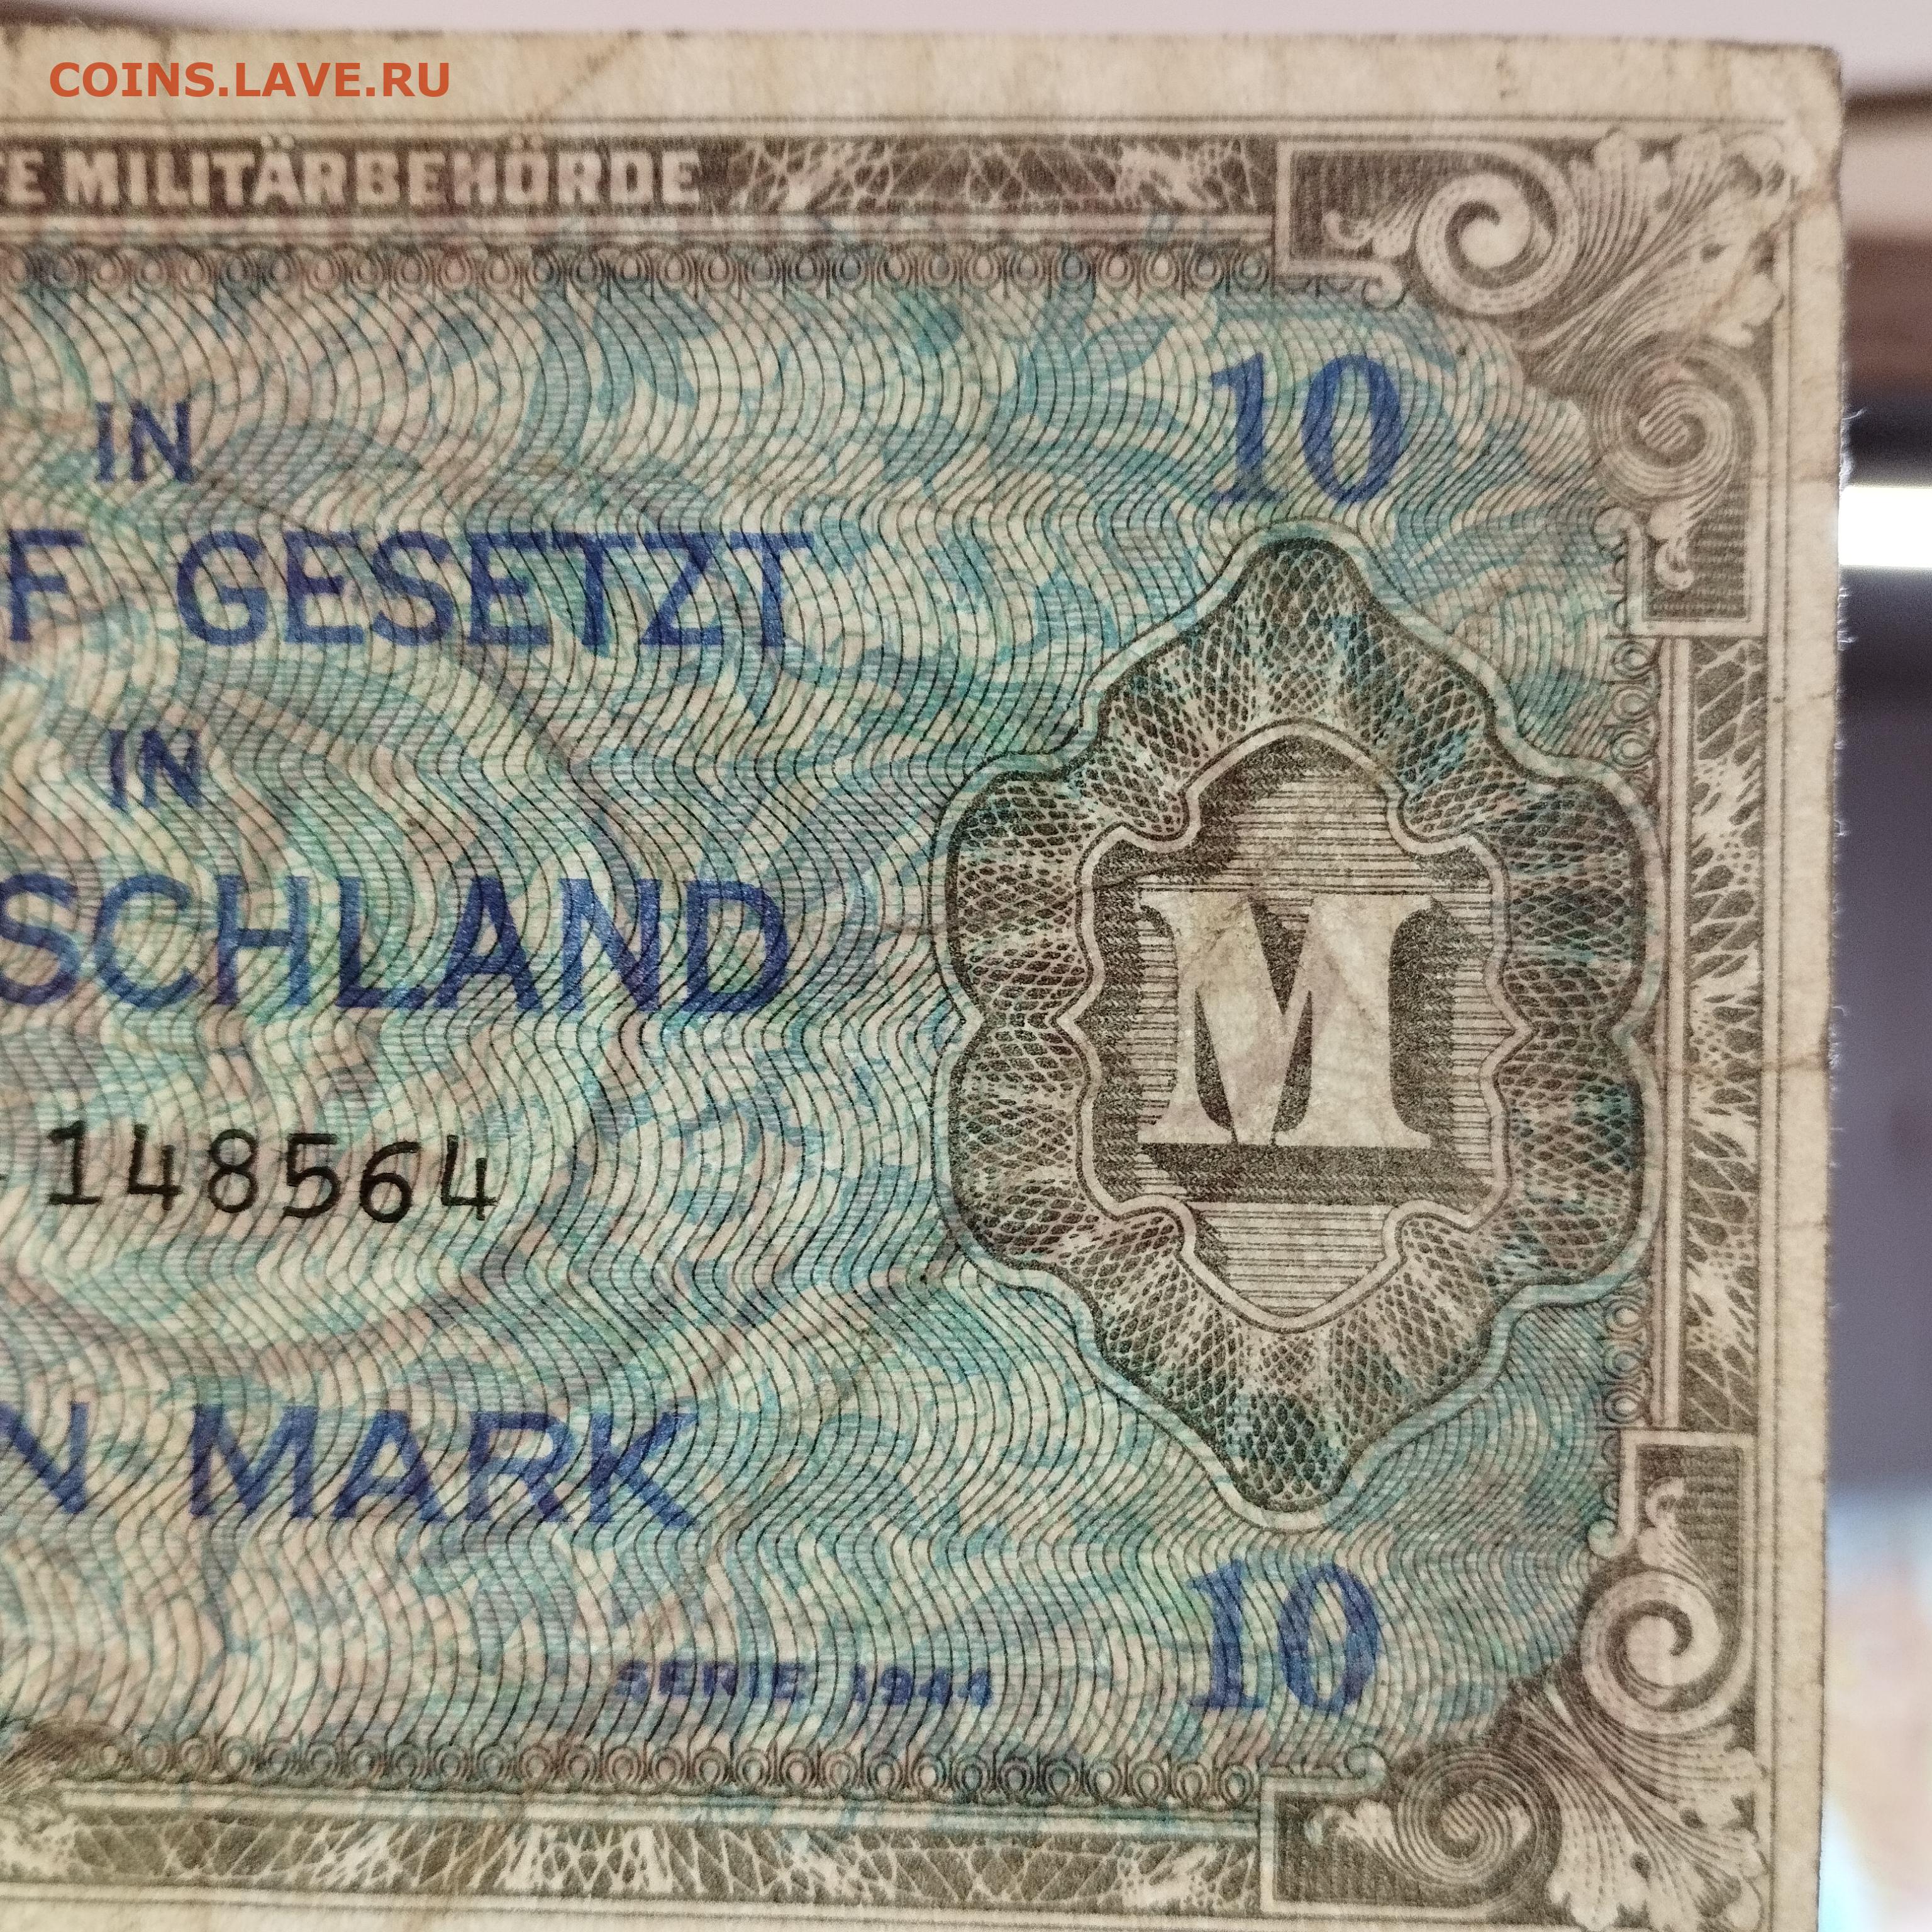 COINS.LAVE.RU
E MILITÄRBEHÖRDE
10
IN
F GESETZT
IN
SCHLAND
M
148564
N MARK
SERIE 1944
10